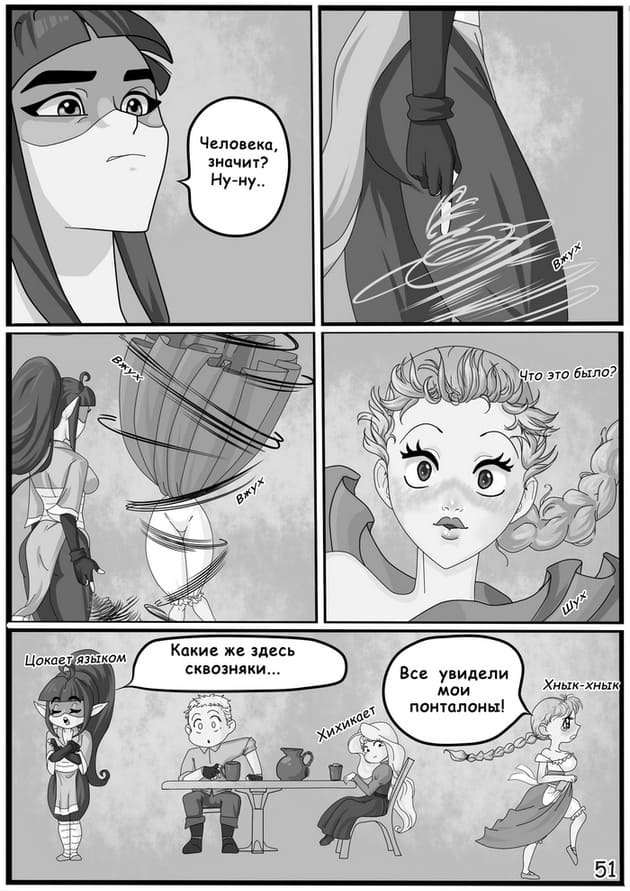 Человека,
значит?
Ну-ну..
Вжух
Вжух
Вжух
Что это было?
Шух
Цокает языком
Какие же здесь
сквозняки...
Хихикает
Все увидели
мои
понталоны!
Хнык-хнык
51